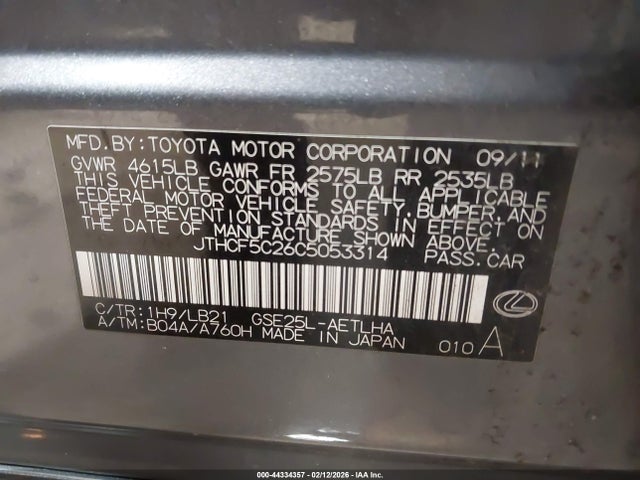 MFD.BY:TOYOTA MOTOR CORPORATION 09/11
GVWR 4615LB GAWR FR 2575LB RR 2535LB
THIS VEHICLE CONFORMS TO ALL APPLICABLE
FEDERAL MOTOR VEHICLE SAFETY,BUMPER,AND
THEFT PREVENTION STANDARDS IN EFFECT ON
THE DATE OF MANUFACTURE SHOWN ABOVE.
JTHCF5C26C5053314 PASS.CAR
C/TR:1H9/LB21 GSE25L-AETLHA
A/TM:B04A/A760H MADE IN JAPAN 010A
000-44334357 - 02/12/2026 - IAA, Inc.